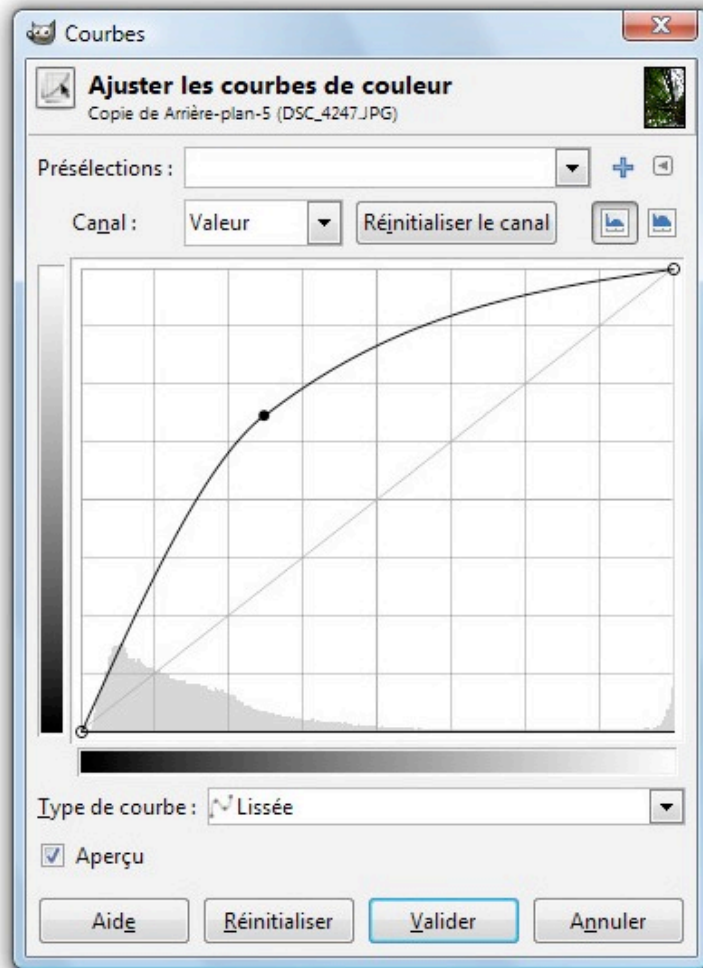 Courbes
Ajuster les courbes de couleur
Copie de Arrière-plan-5 (DSC_4247.JPG)
Présélections :
Canal : Valeur Réinitialiser le canal
Type de courbe : Lissée
Aperçu
Aide Réinitialiser Valider Annuler